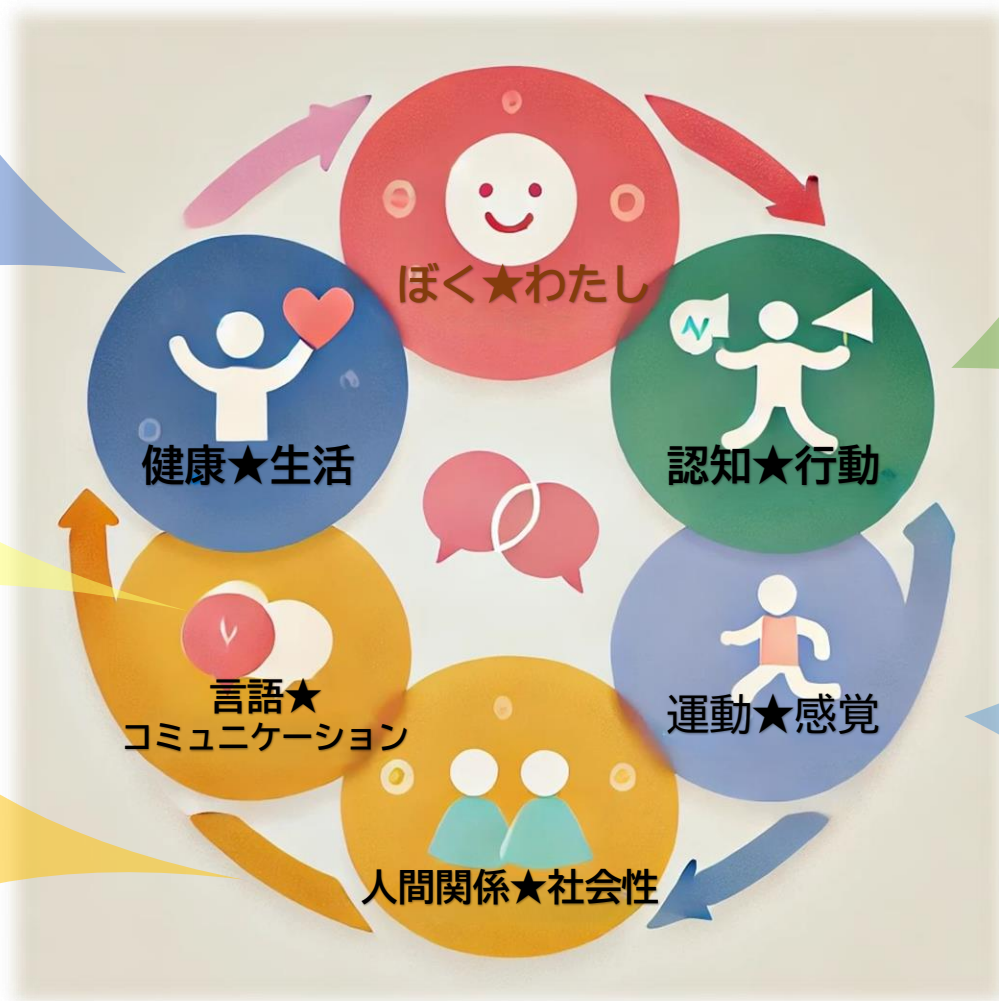 ぼく★わたし
健康★生活
認知★行動
言語★
コミュニケーション
運動★感覚
人間関係★社会性